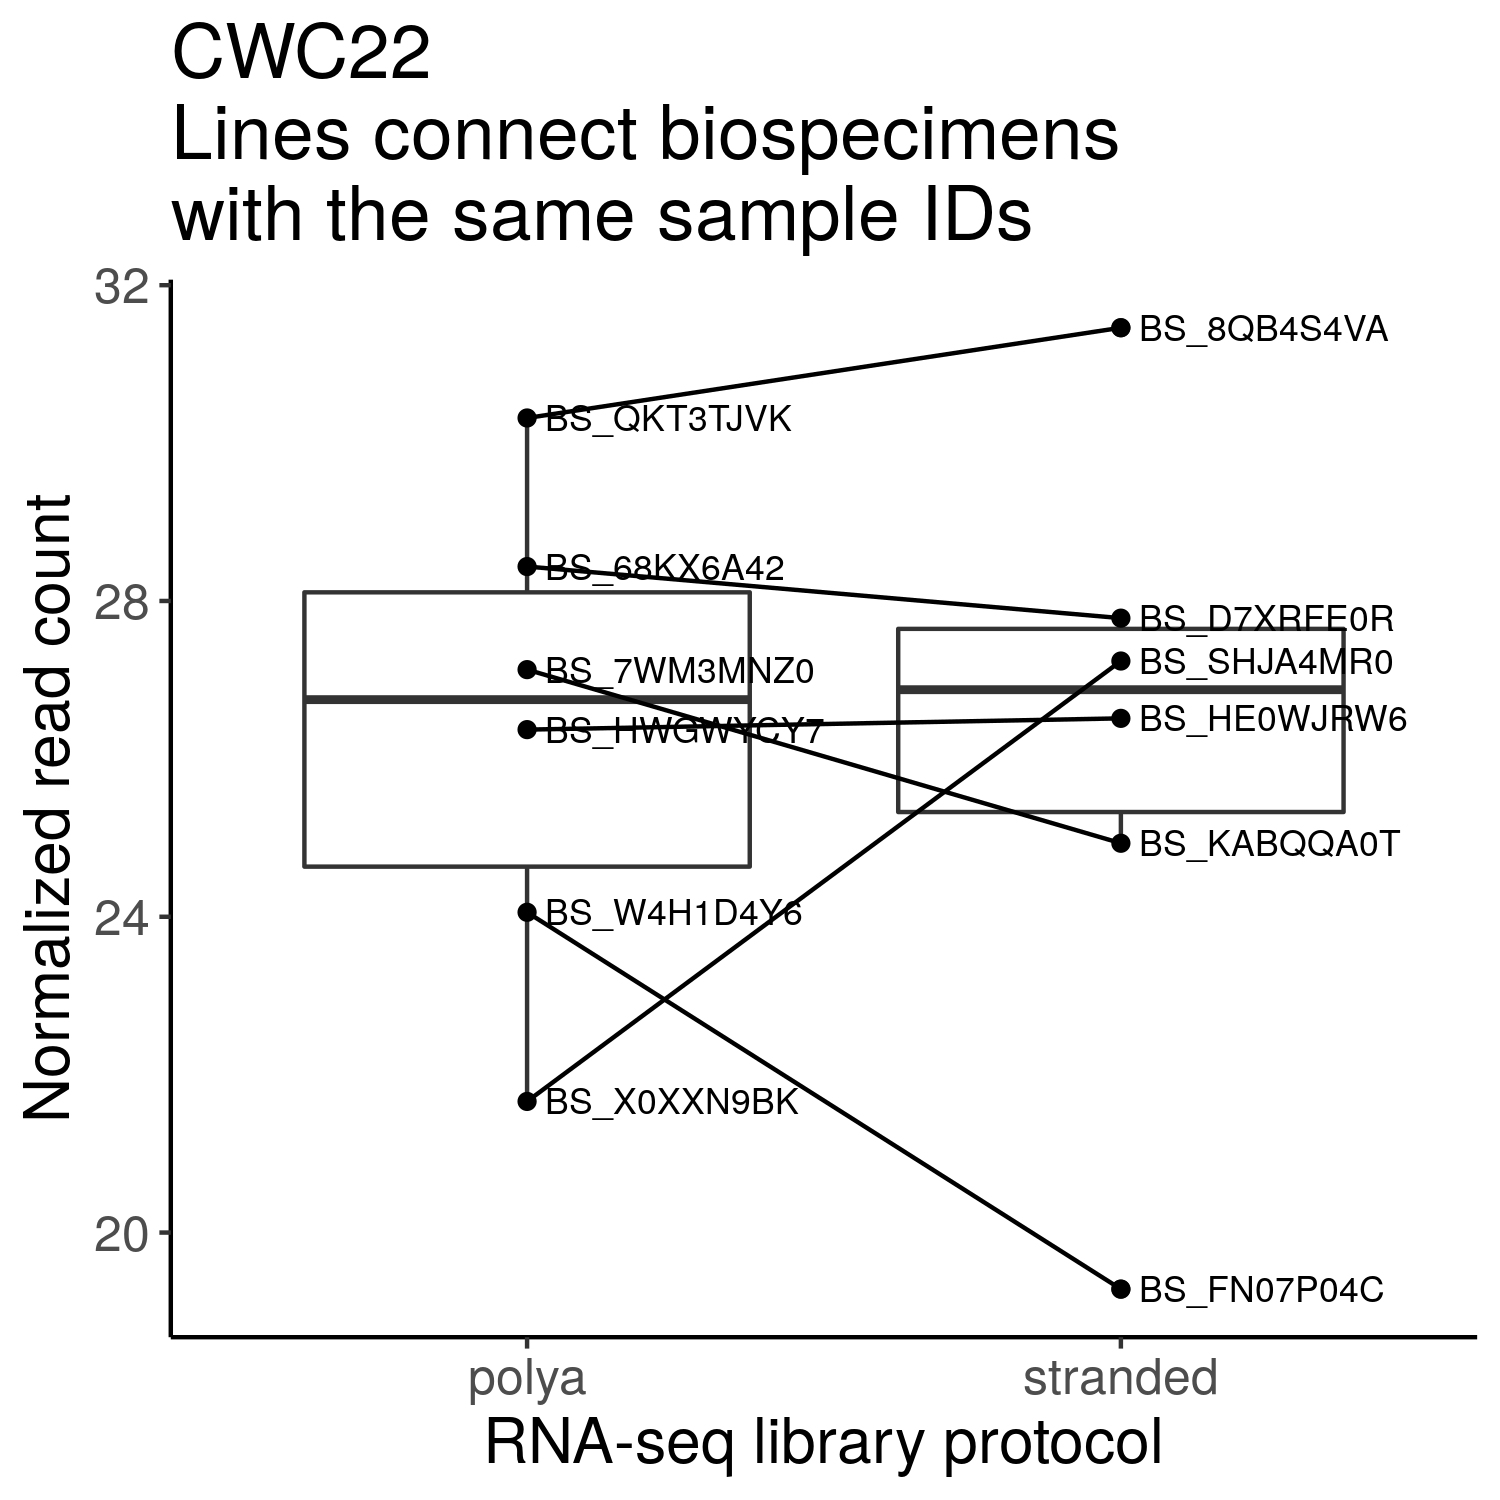 CWC22
Lines connect biospecimens
with the same sample IDs
Normalized read count
32
28
24
20
BS_8QB4S4VA
BS_QKT3TJVK
BS_68KX6A42
BS_D7XRFE0R
BS_7WM3MNZ0
BS_SHJA4MR0
BS_HWGWYCY7
BS_HE0WJRW6
BS_KABQQA0T
BS_W4H1D4Y6
BS_X0XXN9BK
BS_FN07P04C
polya
stranded
RNA-seq library protocol